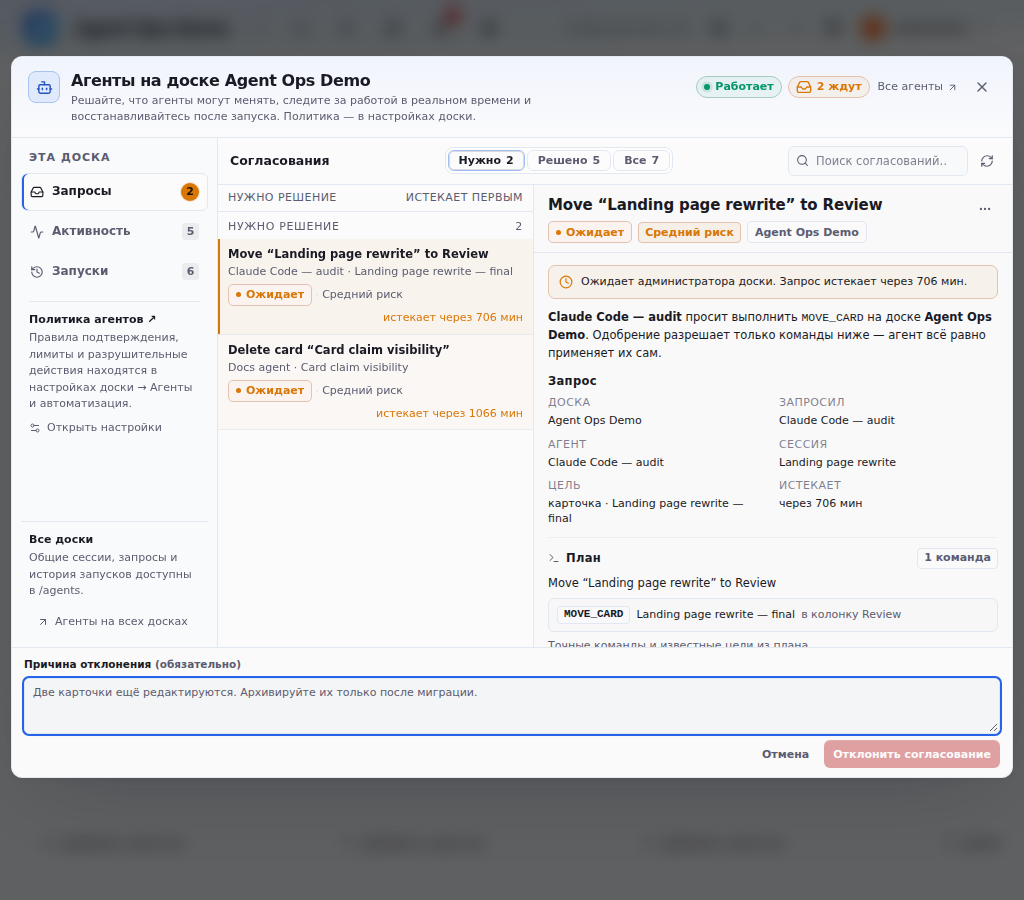 Агенты на доске Agent Ops Demo
Решайте, что агенты могут менять, следите за работой в реальном времени и
восстанавливайтесь после запуска. Политика — в настройках доски.
Работает
2 ждут
Все агенты ↗
ЭТА ДОСКА
Запросы 2
Активность 5
Запуски 6
Политика агентов ↗
Правила подтверждения,
лимиты и разрушительные
действия находятся в
настройках доски → Агенты
и автоматизация.
Открыть настройки
Все доски
Общие сессии, запросы и
история запусков доступны
в /agents.
Агенты на всех досках
Согласования
Нужно 2
Решено 5
Все 7
Поиск согласований..
НУЖНО РЕШЕНИЕ ИСТЕКАЕТ ПЕРВЫМ
НУЖНО РЕШЕНИЕ 2
Move “Landing page rewrite” to Review
Claude Code — audit · Landing page rewrite — final
Ожидает · Средний риск
истекает через 706 мин
Delete card “Card claim visibility”
Docs agent · Card claim visibility
Ожидает · Средний риск
истекает через 1066 мин
Move “Landing page rewrite” to Review
...
Ожидает
Средний риск
Agent Ops Demo
Ожидает администратора доски. Запрос истекает через 706 мин.
Claude Code — audit просит выполнить MOVE_CARD на доске Agent Ops
Demo. Одобрение разрешает только команды ниже — агент всё равно
применяет их сам.
Запрос
ДОСКА ЗАПРОСИЛ
Agent Ops Demo Claude Code — audit
АГЕНТ СЕССИЯ
Claude Code — audit Landing page rewrite
ЦЕЛЬ ИСТЕКАЕТ
карточка · Landing page rewrite — через 706 мин
final
План 1 команда
Move “Landing page rewrite” to Review
MOVE_CARD Landing page rewrite — final в колонку Review
Точные команды и известные цели из плана
Причина отклонения (обязательно)
Две карточки ещё редактируются. Архивируйте их только после миграции.
Отмена
Отклонить согласование